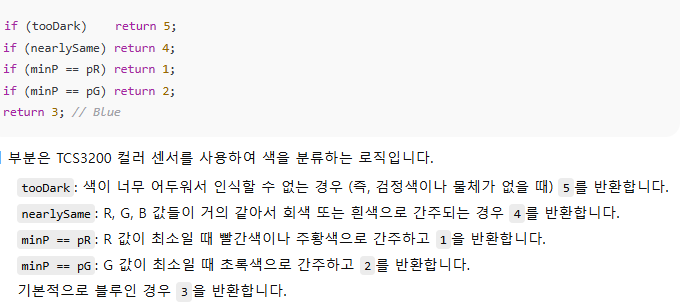 if (tooDark)    return 5;
if (nearlySame) return 4;
if (minP == pR) return 1;
if (minP == pG) return 2;
return 3; // Blue
부분은 TCS3200 컬러 센서를 사용하여 색을 분류하는 로직입니다.
tooDark: 색이 너무 어두워서 인식할 수 없는 경우 (즉, 검정색이나 물체가 없을 때) 5를 반환합니다.
nearlySame: R, G, B 값들이 거의 같아서 회색 또는 흰색으로 간주되는 경우 4를 반환합니다.
minP == pR: R 값이 최소일 때 빨간색이나 주황색으로 간주하고 1을 반환합니다.
minP == pG: G 값이 최소일 때 초록색으로 간주하고 2를 반환합니다.
기본적으로 블루인 경우 3을 반환합니다.